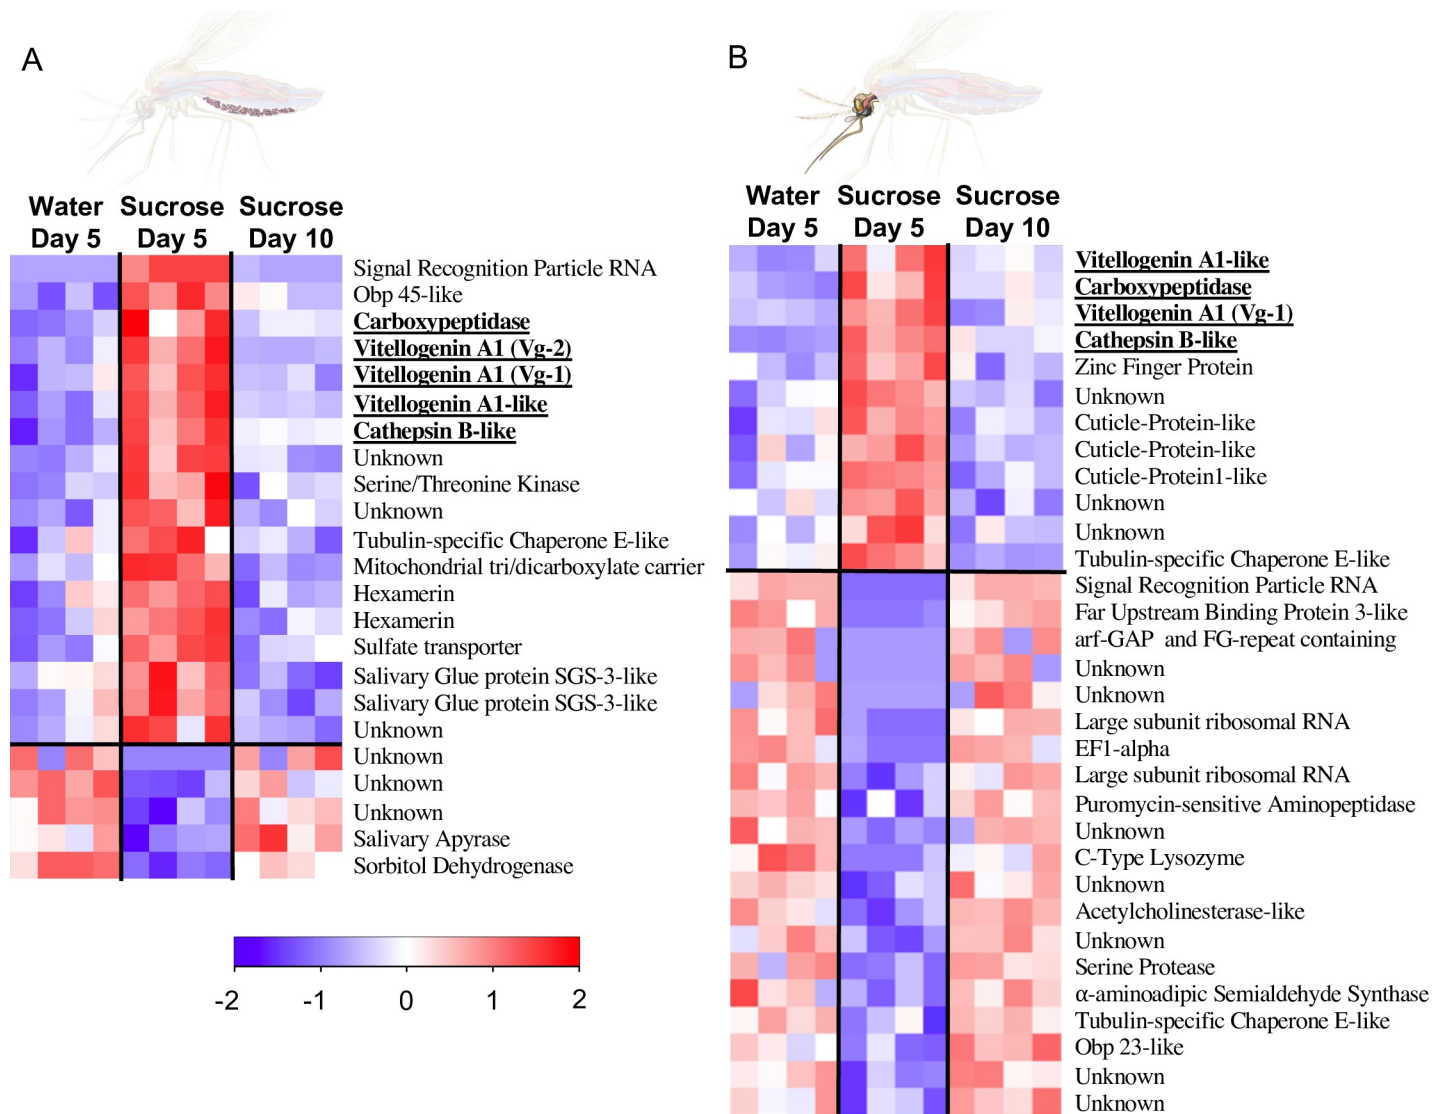 A
Water Sucrose Sucrose
Day 5 Day 5 Day 10
Signal Recognition Particle RNA
Obp 45-like
Carboxypeptidase
Vitellogenin A1 (Vg-2)
Vitellogenin A1 (Vg-1)
Vitellogenin A1-like
Cathepsin B-like
Unknown
Serine/Threonine Kinase
Unknown
Tubulin-specific Chaperone E-like
Mitochondrial tri/dicarboxylate carrier
Hexamerin
Hexamerin
Sulfate transporter
Salivary Glue protein SGS-3-like
Salivary Glue protein SGS-3-like
Unknown
Unknown
Unknown
Unknown
Salivary Apyrase
Sorbitol Dehydrogenase
-2 -1 0 1 2
B
Water Sucrose Sucrose
Day 5 Day 5 Day 10
Vitellogenin A1-like
Carboxypeptidase
Vitellogenin A1 (Vg-1)
Cathepsin B-like
Zinc Finger Protein
Unknown
Cuticle-Protein-like
Cuticle-Protein-like
Cuticle-Protein1-like
Unknown
Unknown
Tubulin-specific Chaperone E-like
Signal Recognition Particle RNA
Far Upstream Binding Protein 3-like
arf-GAP and FG-repeat containing
Unknown
Unknown
Large subunit ribosomal RNA
EF1-alpha
Large subunit ribosomal RNA
Puromycin-sensitive Aminopeptidase
Unknown
C-Type Lysozyme
Unknown
Acetylcholinesterase-like
Unknown
Serine Protease
α-aminoadipic Semialdehyde Synthase
Tubulin-specific Chaperone E-like
Obp 23-like
Unknown
Unknown